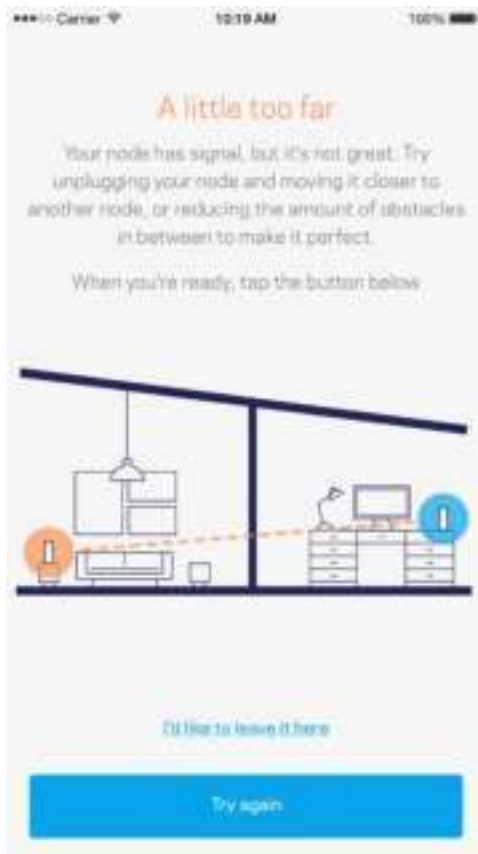 Carrier 10:19 AM 100%
A little too far
Your node has signal, but it's not great. Try
unplugging your node and moving it closer to
another node, or reducing the amount of obstacles
in between to make it perfect.
When you're ready, tap the button below
I'd like to leave it here
Try again